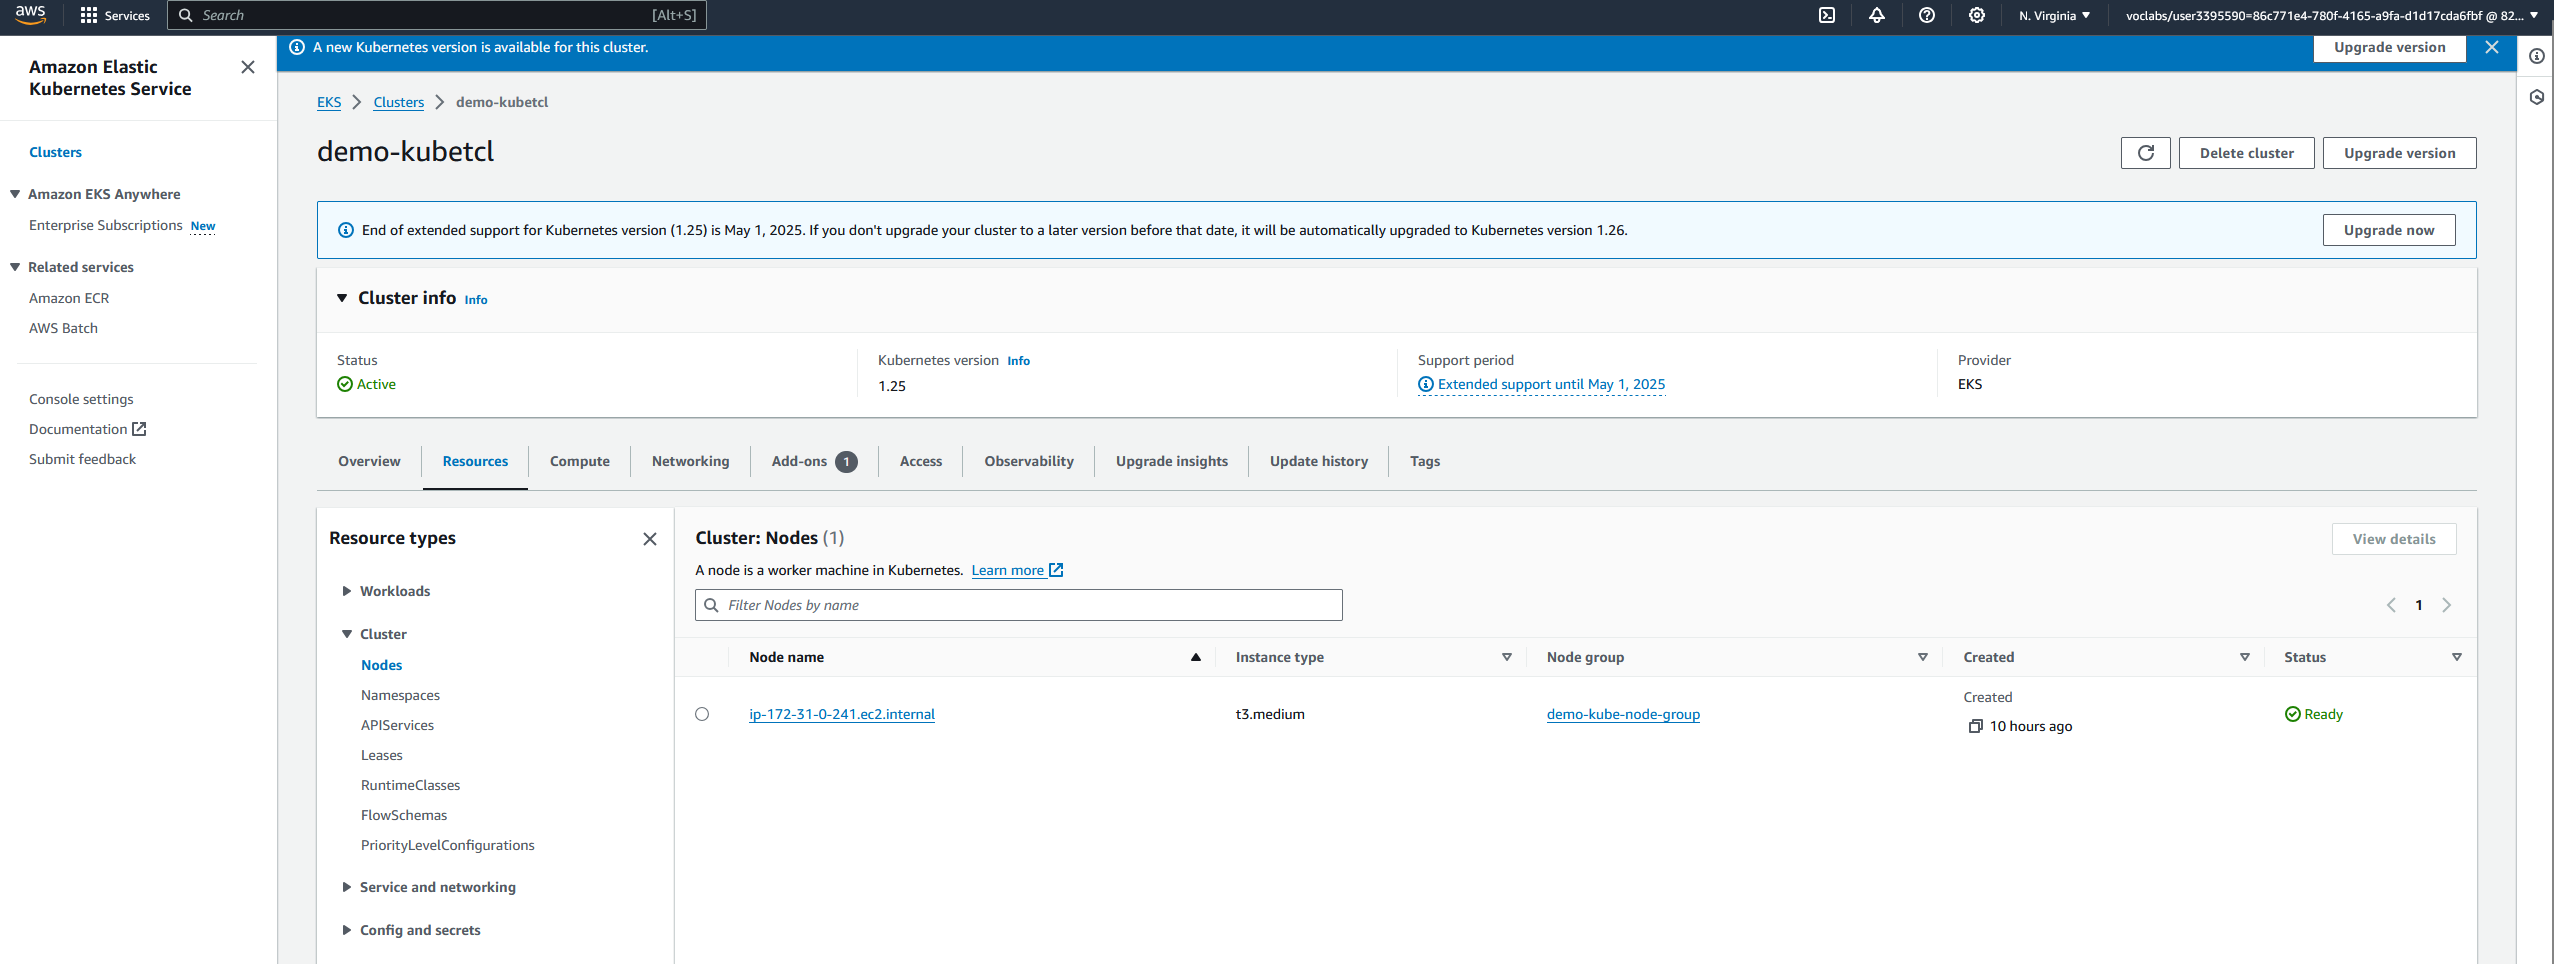 aws
Services
Search
[Alt+S]
N. Virginia
voclabs/user3395590=86c771e4-780f-4165-a9fa-d1d17cda6fbf @ 82...
A new Kubernetes version is available for this cluster.
Upgrade version
Amazon Elastic
Kubernetes Service
Clusters
Amazon EKS Anywhere
Enterprise Subscriptions New
Related services
Amazon ECR
AWS Batch
Console settings
Documentation
Submit feedback
EKS
Clusters
demo-kubetcl
demo-kubetcl
Delete cluster
Upgrade version
End of extended support for Kubernetes version (1.25) is May 1, 2025. If you don't upgrade your cluster to a later version before that date, it will be automatically upgraded to Kubernetes version 1.26.
Upgrade now
Cluster info Info
Status
Active
Kubernetes version Info
1.25
Support period
Extended support until May 1, 2025
Provider
EKS
Overview
Resources
Compute
Networking
Add-ons 1
Access
Observability
Upgrade insights
Update history
Tags
Resource types
Workloads
Cluster
Nodes
Namespaces
APIServices
Leases
RuntimeClasses
FlowSchemas
PriorityLevelConfigurations
Service and networking
Config and secrets
Cluster: Nodes (1)
View details
A node is a worker machine in Kubernetes. Learn more
Filter Nodes by name
1
Node name
Instance type
Node group
Created
Status
ip-172-31-0-241.ec2.internal
t3.medium
demo-kube-node-group
Created
10 hours ago
Ready